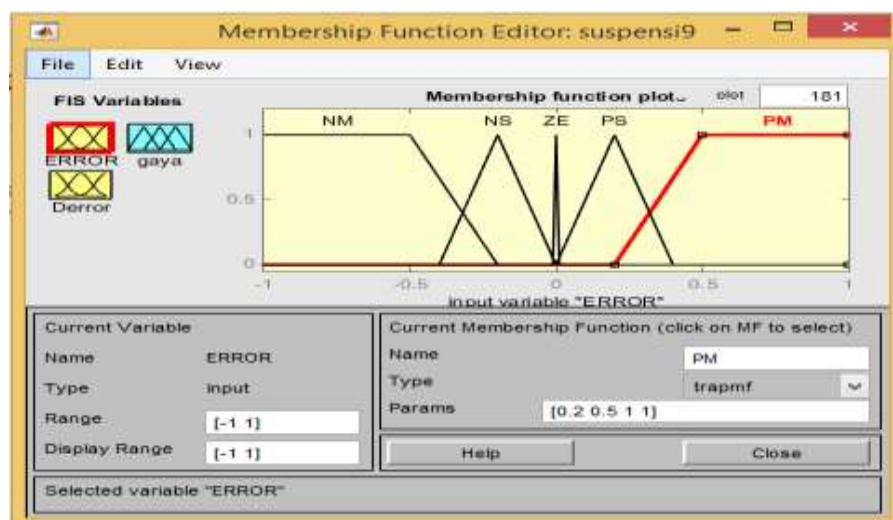 Membership Function Editor: suspensi9
File Edit View
FIS Variables
ERROR
gaya
Derror
Membership function plots
plot
181
NM NS ZE PS PM
1
0.5
0
-1 -0.5 0 0.5 1
input variable "ERROR"
Current Variable
Name ERROR
Type input
Range [-1 1]
Display Range [-1 1]
Current Membership Function (click on MF to select)
Name PM
Type trapmf
Params [0.2 0.5 1 1]
Help Close
Selected variable "ERROR"